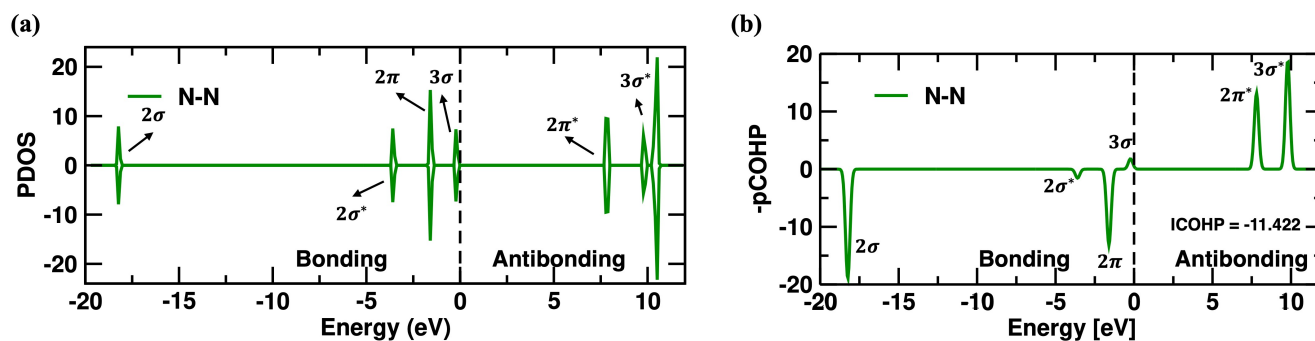 (a)
20
10
0
-10
-20
PDOS
N-N
2σ
2σ*
2π
3σ
2π*
3σ*
Bonding
Antibonding
-20
-15
-10
-5
0
5
10
Energy (eV)
(b)
20
10
0
-10
-20
-pCOHP
N-N
2σ
2σ*
2π
3σ
2π*
3σ*
ICOHP = -11.422
Bonding
Antibonding
-20
-15
-10
-5
0
5
10
Energy [eV]